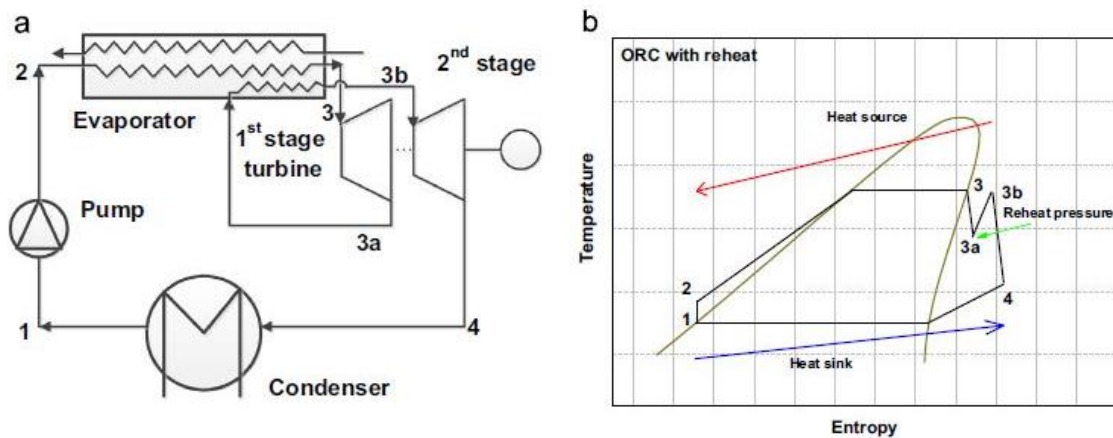 a
2
3b
2nd stage
Evaporator
3
1st stage
turbine
Pump
3a
1
4
Condenser
b
ORC with reheat
Heat source
3
3b
Reheat pressure
3a
2
4
1
Heat sink
Temperature
Entropy